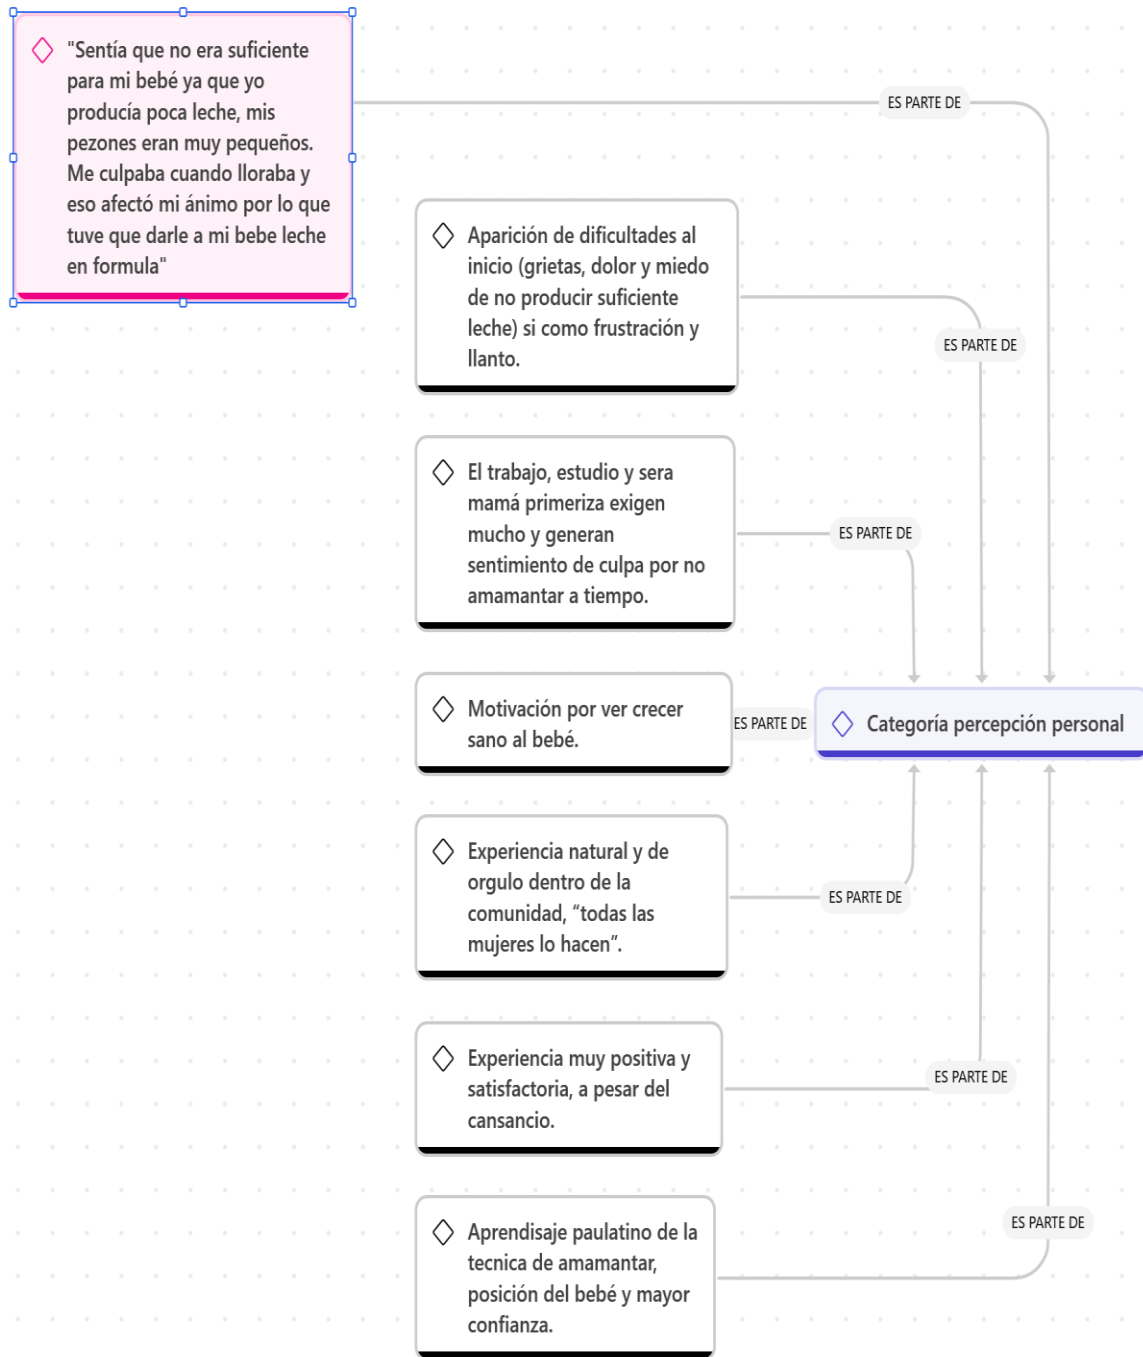 "Sentía que no era suficiente
para mi bebé ya que yo
producía poca leche, mis
pezones eran muy pequeños.
Me culpaba cuando lloraba y
eso afectó mi ánimo por lo que
tuve que darle a mi bebe leche
en formula"
ES PARTE DE
Aparición de dificultades al
inicio (grietas, dolor y miedo
de no producir suficiente
leche) si como frustración y
llanto.
ES PARTE DE
El trabajo, estudio y sera
mamá primeriza exigen
mucho y generan
sentimiento de culpa por no
amamantar a tiempo.
ES PARTE DE
Motivación por ver crecer
sano al bebé.
ES PARTE DE
Categoría percepción personal
Experiencia natural y de
orgulo dentro de la
comunidad, “todas las
mujeres lo hacen”.
ES PARTE DE
Experiencia muy positiva y
satisfactoria, a pesar del
cansancio.
ES PARTE DE
Aprendisaje paulatino de la
tecnica de amamantar,
posición del bebé y mayor
confianza.
ES PARTE DE